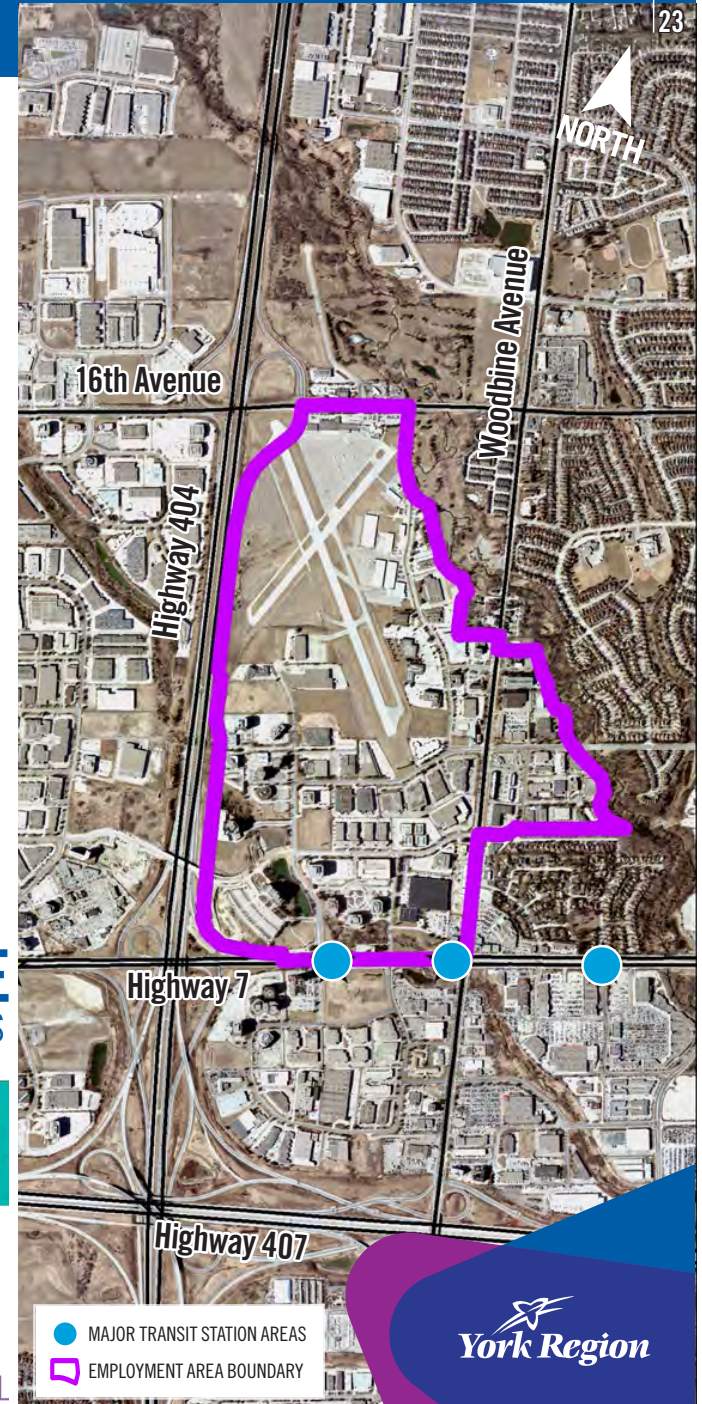 23
NORTH
16th Avenue
Woodbine Avenue
Highway 404
Highway 7
Highway 407
MAJOR TRANSIT STATION AREAS
EMPLOYMENT AREA BOUNDARY
York Region